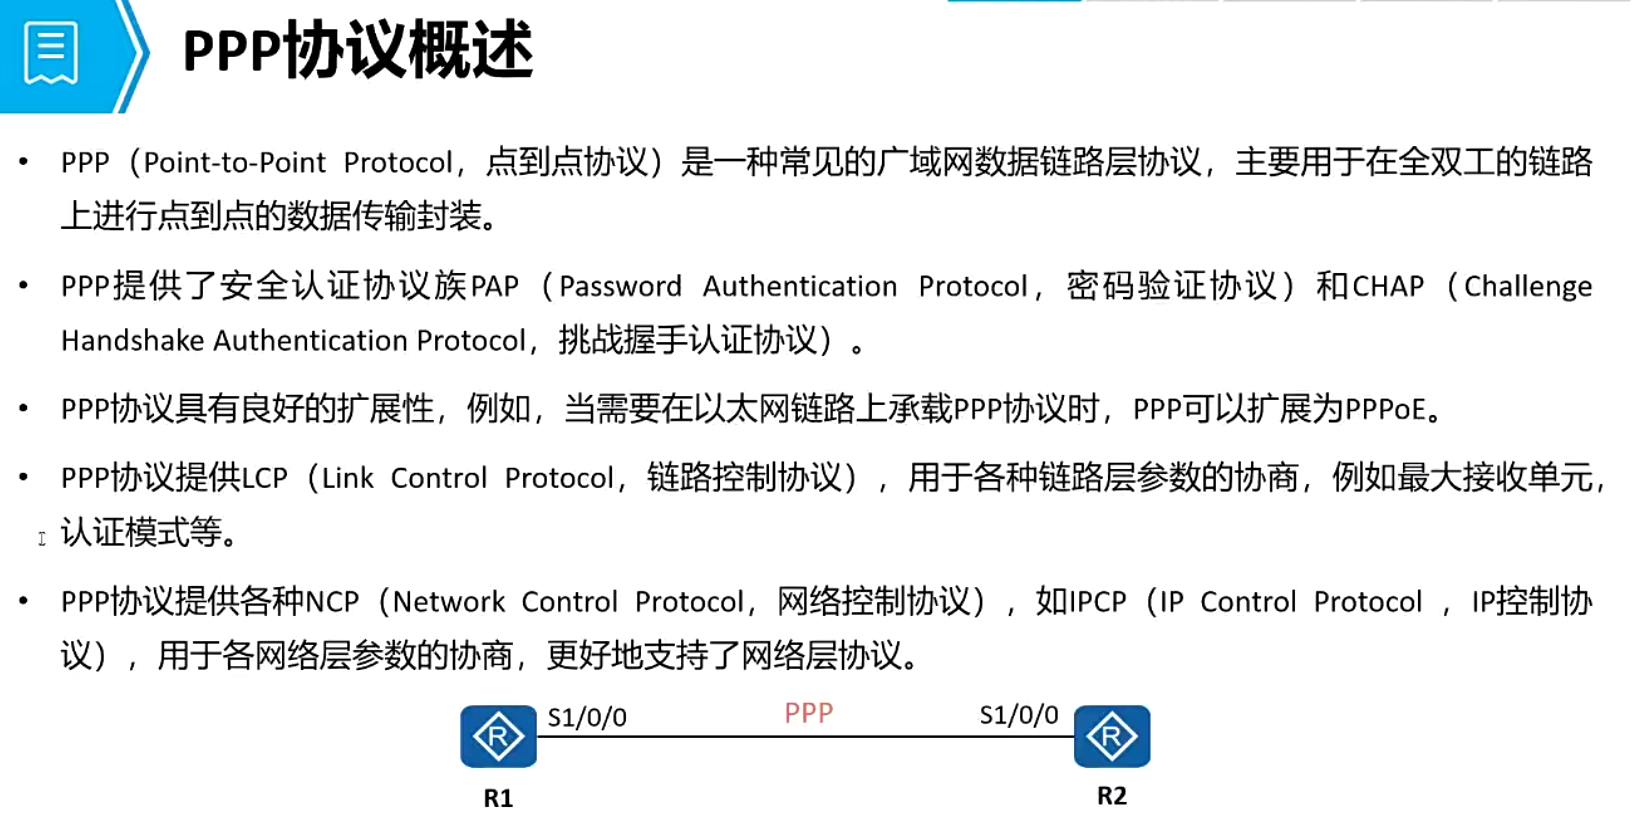 PPP协议概述
• PPP（Point-to-Point Protocol，点到点协议）是一种常见的广域网数据链路层协议，主要用于在全双工的链路
上进行点到点的数据传输封装。
• PPP提供了安全认证协议族PAP（Password Authentication Protocol，密码验证协议）和CHAP（Challenge
Handshake Authentication Protocol，挑战握手认证协议）。
• PPP协议具有良好的扩展性，例如，当需要在以太网链路上承载PPP协议时，PPP可以扩展为PPPoE。
• PPP协议提供LCP（Link Control Protocol，链路控制协议），用于各种链路层参数的协商，例如最大接收单元，
认证模式等。
• PPP协议提供各种NCP（Network Control Protocol，网络控制协议），如IPCP（IP Control Protocol ，IP控制协
议），用于各网络层参数的协商，更好地支持了网络层协议。
R S1/0/0 PPP S1/0/0 R
R1 R2